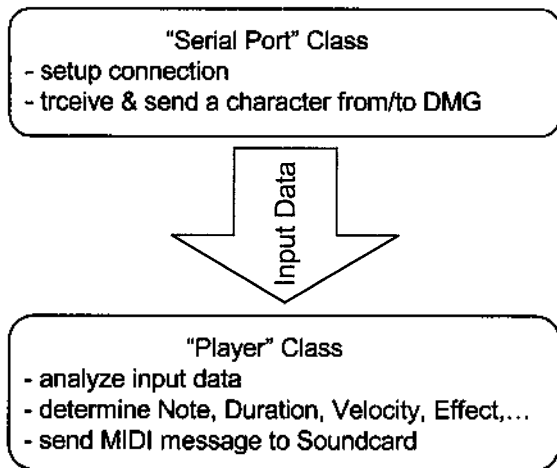 “Serial Port” Class
- setup connection
- trceive & send a character from/to DMG
Input Data
“Player” Class
- analyze input data
- determine Note, Duration, Velocity, Effect,...
- send MIDI message to Soundcard